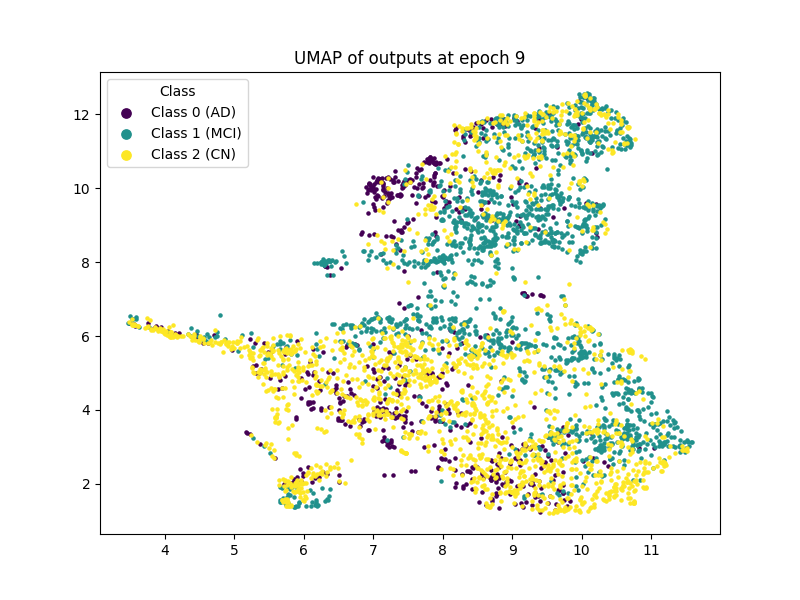 UMAP of outputs at epoch 9
Class
Class 0 (AD)
Class 1 (MCI)
Class 2 (CN)
12
10
8
6
4
2
4 5 6 7 8 9 10 11